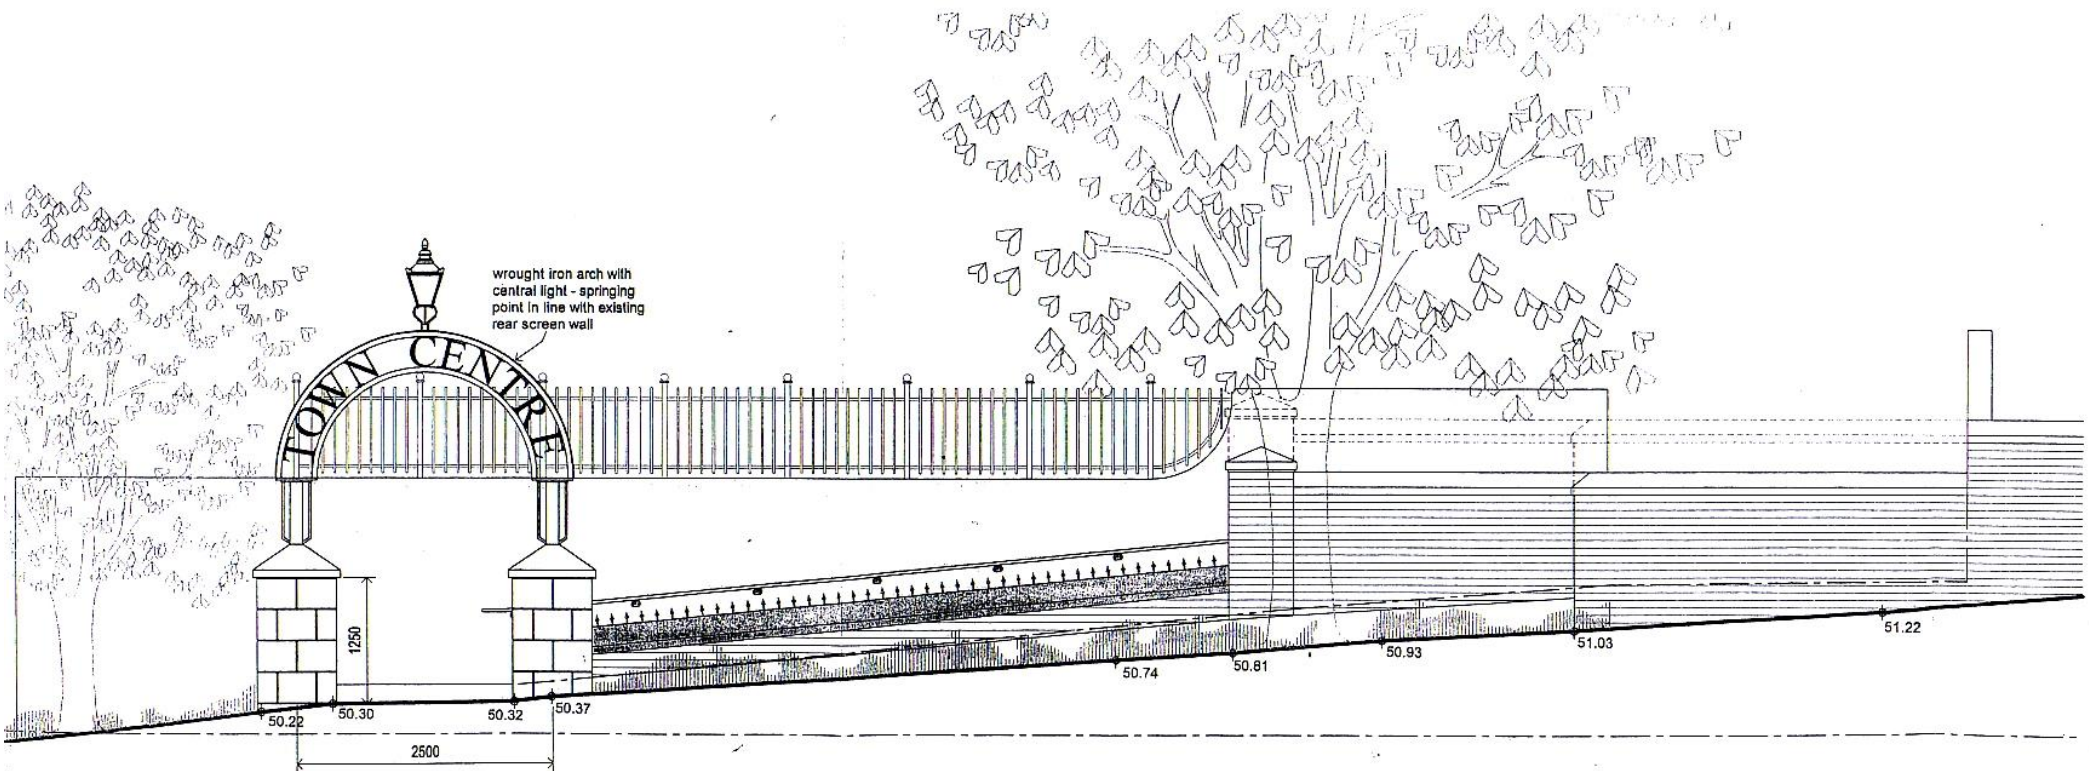 wrought iron arch with
central light - springing
point in line with existing
rear screen wall
TOWN CENTRE
1250
50.22
50.30
50.32
50.37
50.74
50.81
50.93
51.03
51.22
2500